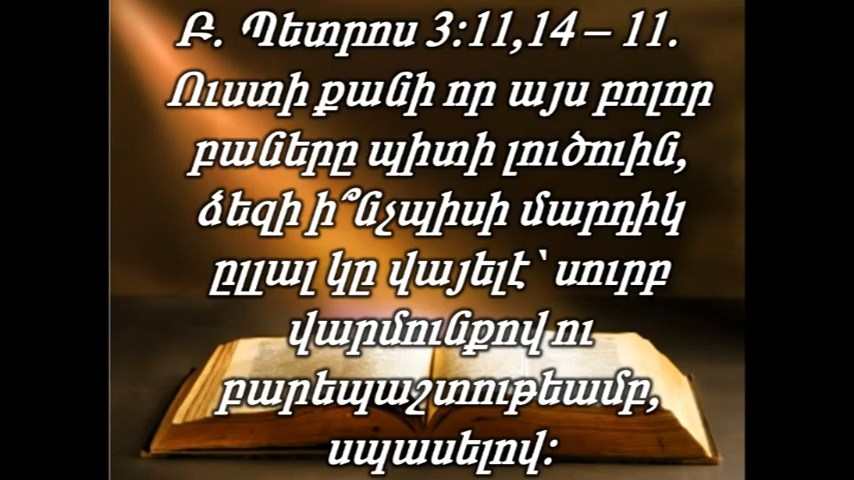 Բ. Պետրոս 3:11,14 – 11.
Ուստի քանի որ այս բոլոր
բաները պիտի լուծուին,
ձեզի ի՞նչպիսի մարդիկ
ըլլալ կը վայելէ՝ սուրբ
վարմունքով ու
բարեպաշտութեամբ,
սպասելով: